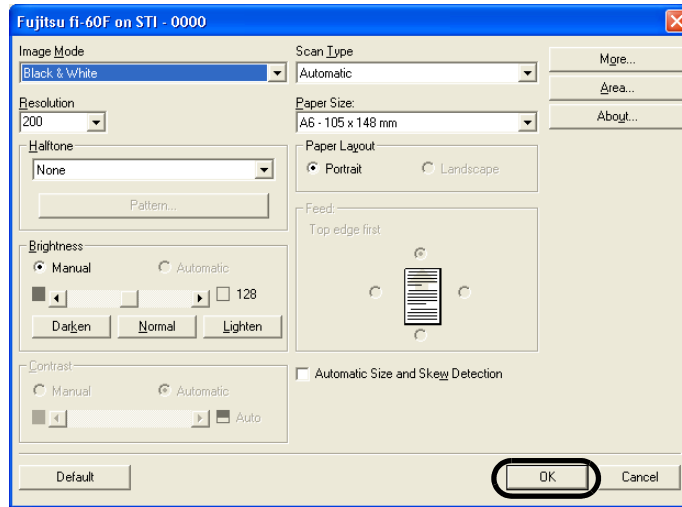 Fujitsu fi-60F on STI - 0000
Image Mode
Black & White
Scan Type
Automatic
More...
Area...
About...
Resolution
200
Paper Size:
A6 - 105 x 148 mm
Halftone
None
Pattern...
Paper Layout
Portrait
Landscape
Feed:
Top edge first
Brightness
Manual
Automatic
128
Darken
Normal
Lighten
Contrast
Manual
Automatic
Auto
Automatic Size and Skew Detection
Default
OK
Cancel